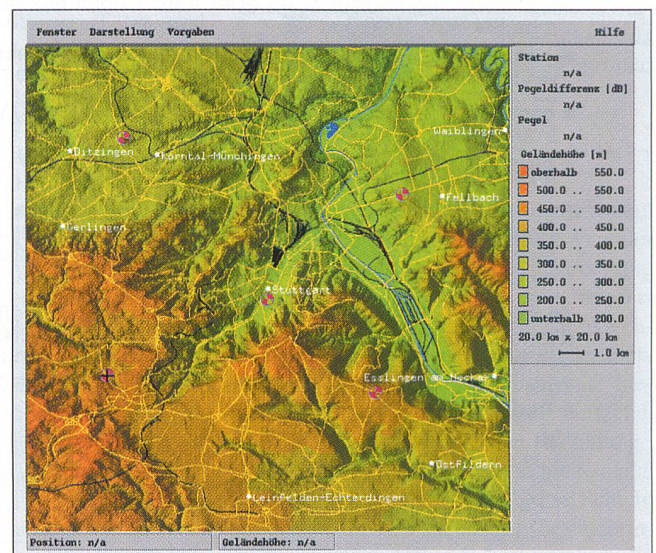 Fenster Darstellung Vorgaben Hilfe
Station
n/a
Pegeldifferenz [dB]
n/a
Pegel
n/a
Geländehöhe [m]
oberhalb 550.0
500.0 .. 550.0
450.0 .. 500.0
400.0 .. 450.0
350.0 .. 400.0
300.0 .. 350.0
250.0 .. 300.0
200.0 .. 250.0
unterhalb 200.0
20.0 km x 20.0 km
1.0 km
Waiblingen
Ditzingen
Korntal-Münchingen
Fellbach
Gerlingen
Stuttgart
Esslingen am Neckar
Ostfildern
Leinfelden-Echterdingen
Position: n/a Geländehöhe: n/a